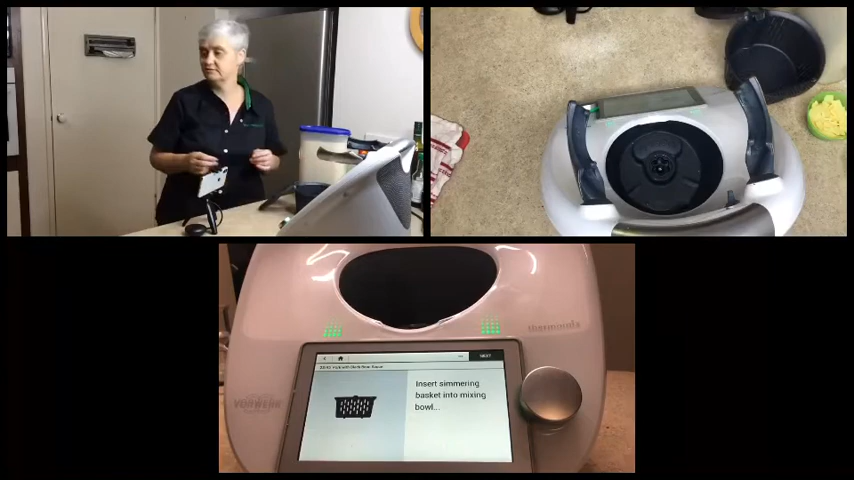 thermomix
NEXT
Insert simmering
basket into mixing
bowl...
VORWERK